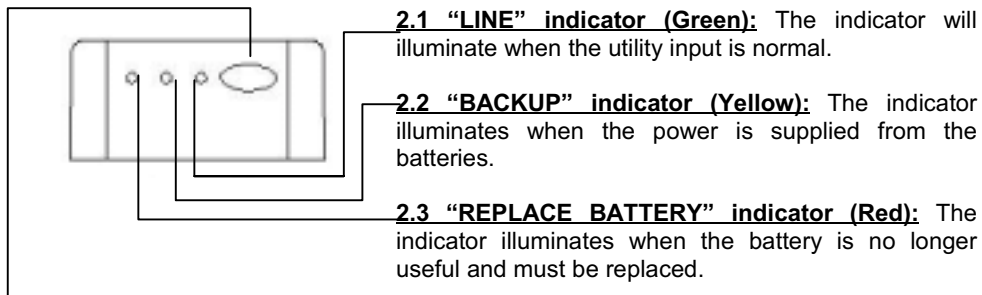 2.1 “LINE” indicator (Green): The indicator will
illuminate when the utility input is normal.
2.2 “BACKUP” indicator (Yellow): The indicator
illuminates when the power is supplied from the
batteries.
2.3 “REPLACE BATTERY” indicator (Red): The
indicator illuminates when the battery is no longer
useful and must be replaced.